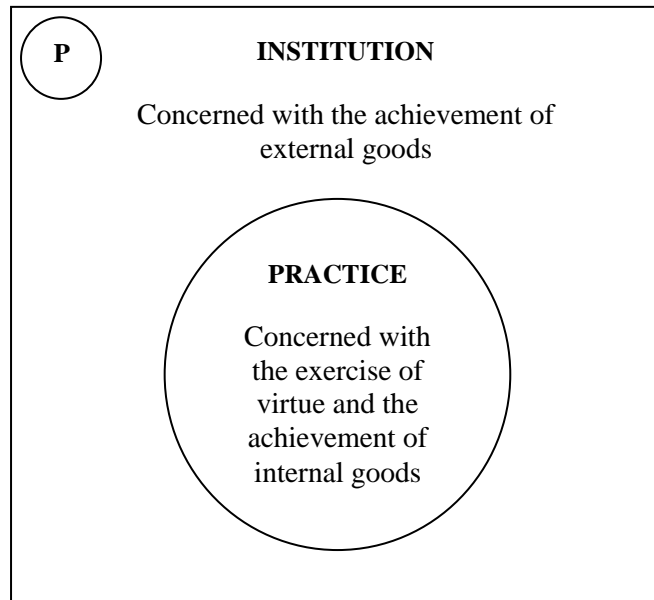 P
INSTITUTION
Concerned with the achievement of
external goods
PRACTICE
Concerned with
the exercise of
virtue and the
achievement of
internal goods